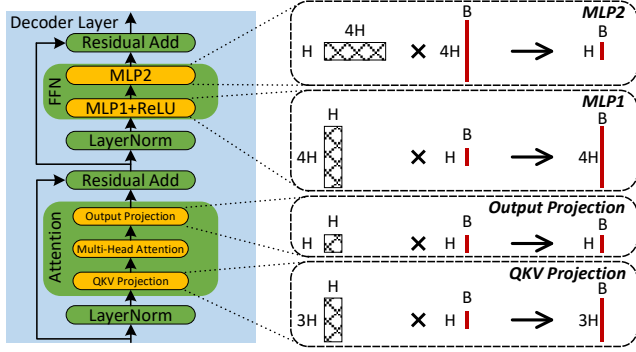 Decoder Layer
Residual Add
MLP2
MLP1+ReLU
FFN
LayerNorm
Residual Add
Output Projection
Multi-Head Attention
QKV Projection
Attention
LayerNorm
MLP2
4H
H
×
B
4H
B
H
MLP1
H
4H
×
B
H
B
4H
Output Projection
H
H
×
B
H
B
H
QKV Projection
H
3H
×
B
H
B
3H